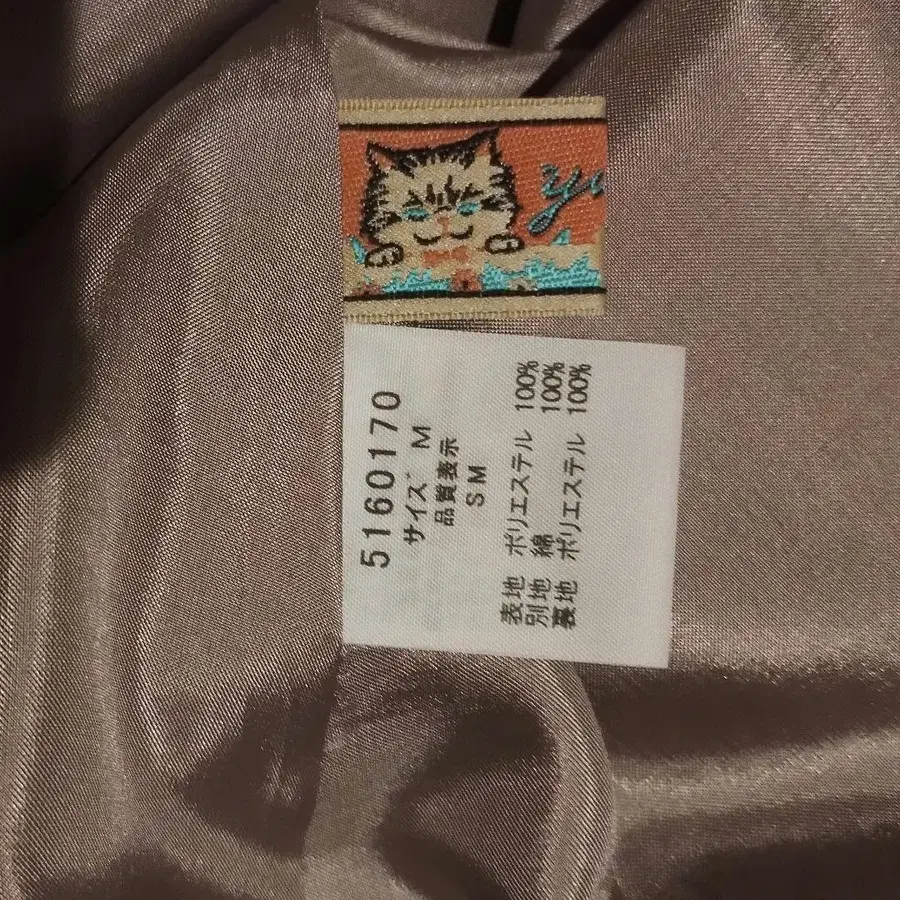 yu
5160170
サイズ M
品質表示
SM
表地 ポリエステル 100%
別地 綿 100%
裏地 ポリエステル 100%